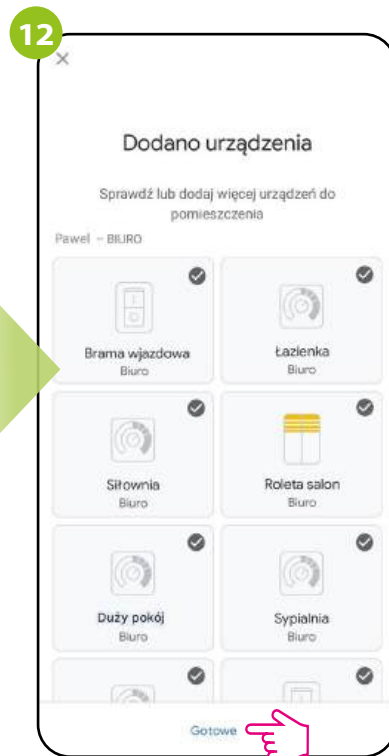 12
Dodano urządzenia
Sprawdź lub dodaj więcej urządzeń do
pomieszczenia
Pawel - BIURO
Brama wjazdowa
Biuro
Łazienka
Biuro
Siłownia
Biuro
Roleta salon
Biuro
Duży pokój
Biuro
Sypialnia
Biuro
Gotowe